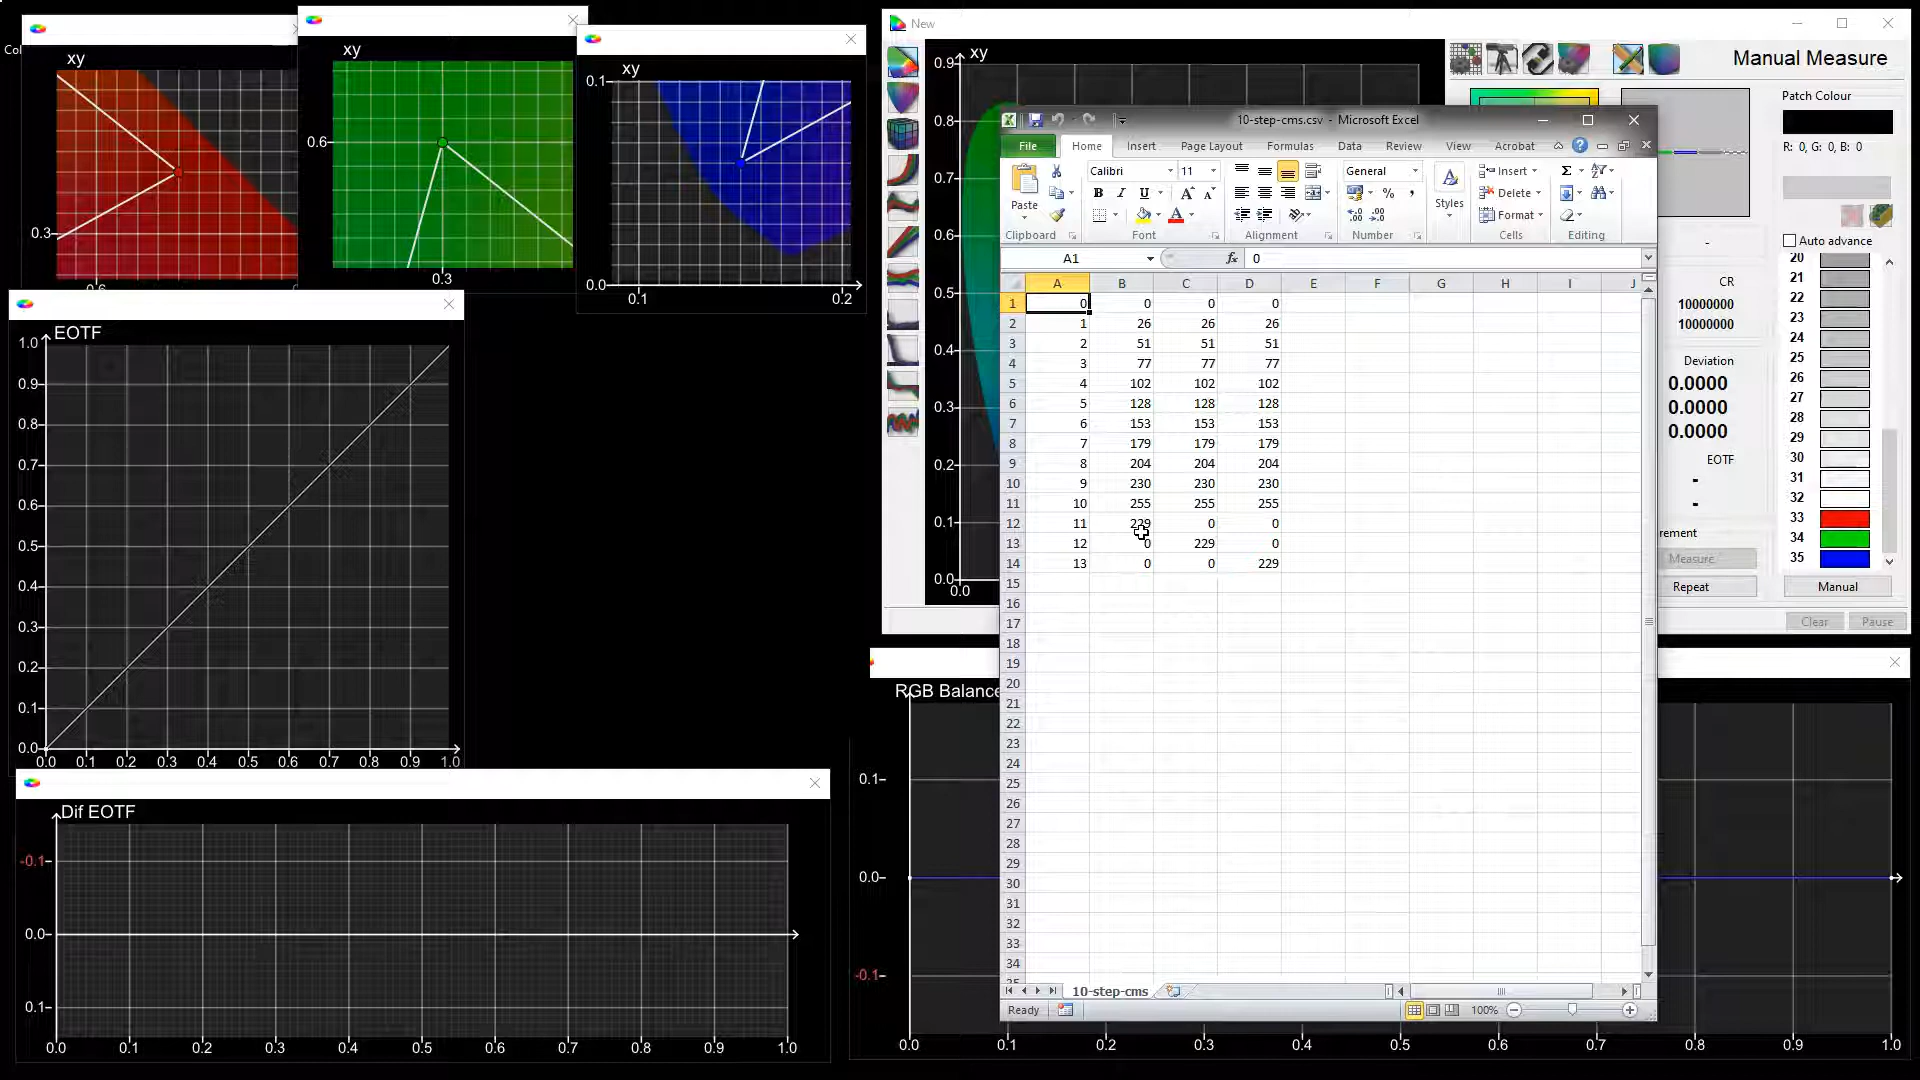 Co
xy
0.3
0.6
xy
0.6
0.3
xy
0.1
0.0
0.1
0.2
EOTF
1.0
0.9
0.8
0.7
0.6
0.5
0.4
0.3
0.2
0.1
0.0
0.0 0.1 0.2 0.3 0.4 0.5 0.6 0.7 0.8 0.9 1.0
Dif EOTF
-0.1
0.0
0.1
0.0 0.1 0.2 0.3 0.4 0.5 0.6 0.7 0.8 0.9 1.0
New
xy
0.9
0.8
0.7
0.6
0.5
0.4
0.3
0.2
0.1
0.0
0.0
Manual Measure
Patch Colour
R: 0, G: 0, B: 0
-
Auto advance
CR
10000000
10000000
Deviation
0.0000
0.0000
0.0000
EOTF
-
-
rement
Measure
Repeat
20
21
22
23
24
25
26
27
28
29
30
31
32
33
34
35
Manual
Clear Pause
10-step-cms.csv - Microsoft Excel
File Home Insert Page Layout Formulas Data Review View Acrobat
Paste
Clipboard
Calibri 11
B I U
A A
A
Font
Alignment
General
% ,
.00
.00
Number
A
Styles
Insert
Delete
Format
Cells
Σ
Editing
A1 fx 0
A B C D E F G H I J
1 0 0 0 0
2 1 26 26 26
3 2 51 51 51
4 3 77 77 77
5 4 102 102 102
6 5 128 128 128
7 6 153 153 153
8 7 179 179 179
9 8 204 204 204
10 9 230 230 230
11 10 255 255 255
12 11 229 0 0
13 12 0 229 0
14 13 0 0 229
15
16
17
18
19
20
21
22
23
24
25
26
27
28
29
30
31
32
33
34
10-step-cms
Ready 100%
RGB Balance
0.1
0.0
-0.1
0.0 0.1 0.2 0.3 0.4 0.5 0.6 0.7 0.8 0.9 1.0